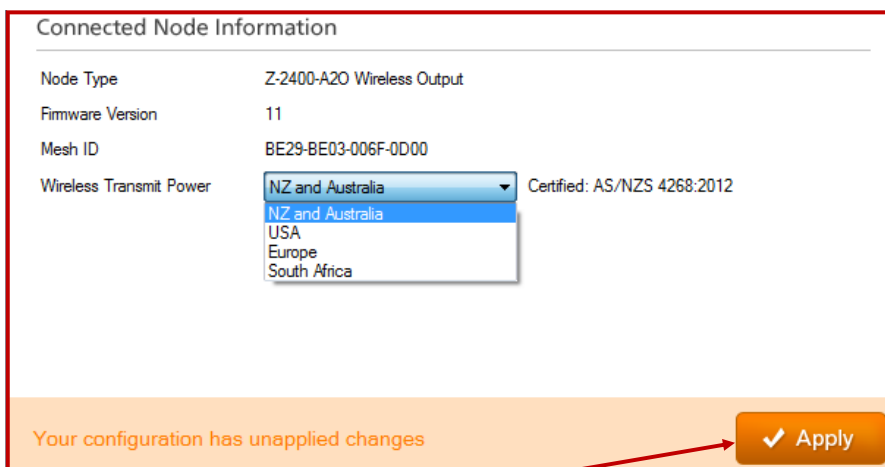 Connected Node Information
Node Type Z-2400-A2O Wireless Output
Firmware Version 11
Mesh ID BE29-BE03-006F-0D00
Wireless Transmit Power NZ and Australia Certified: AS/NZS 4268:2012
NZ and Australia
USA
Europe
South Africa
Your configuration has unapplied changes Apply